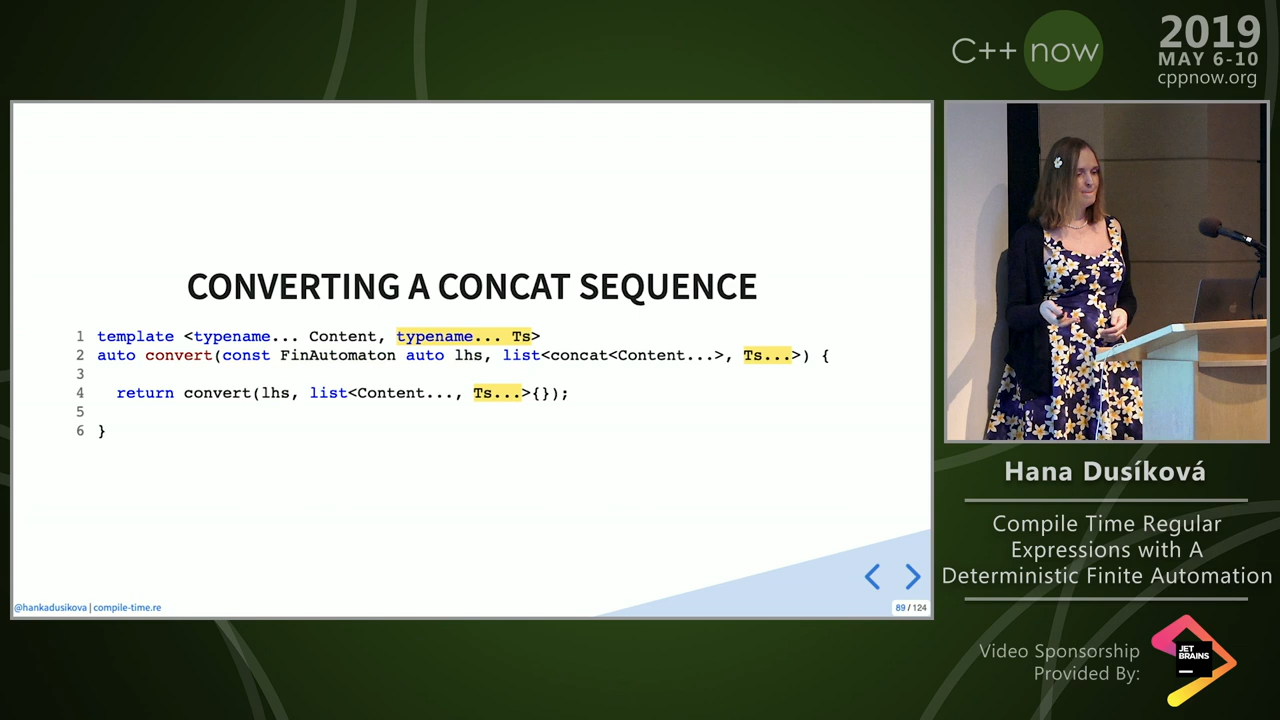 C++ now
2019
MAY 6-10
cppnow.org
CONVERTING A CONCAT SEQUENCE
1 template <typename... Content, typename... Ts>
2 auto convert(const FinAutomaton auto lhs, list<concat<Content...>, Ts...>) {
3
4 return convert(lhs, list<Content..., Ts...>{});
5
6 }
@hankadusikova | compile-time.re
89 / 124
Hana Dusíková
Compile Time Regular
Expressions with A
Deterministic Finite Automation
Video Sponsorship
Provided By:
JET
BRAINS